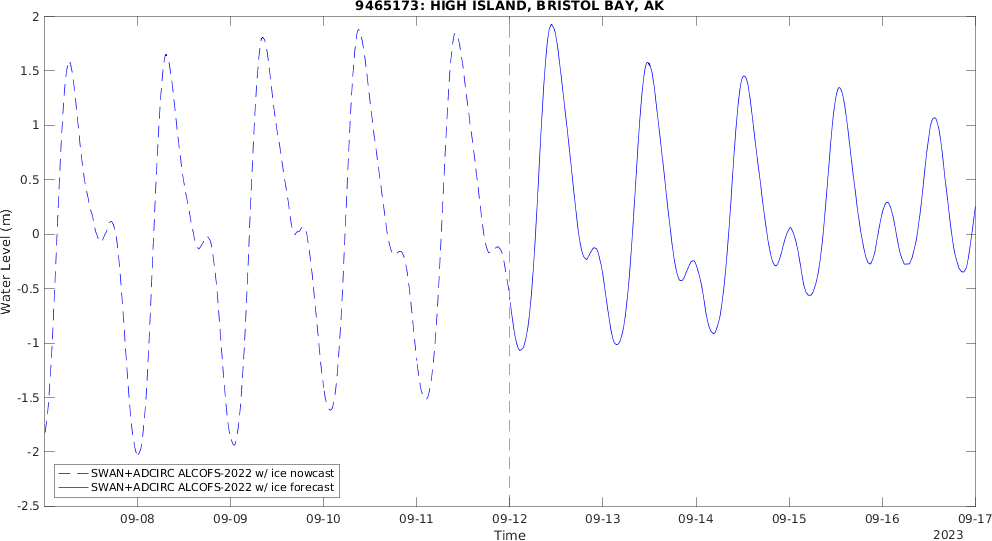 9465173: HIGH ISLAND, BRISTOL BAY, AK
2
1.5
1
0.5
0
-0.5
-1
-1.5
-2
-2.5
Water Level (m)
SWAN+ADCIRC ALCOFS-2022 w/ ice nowcast
SWAN+ADCIRC ALCOFS-2022 w/ ice forecast
09-08 09-09 09-10 09-11 09-12 09-13 09-14 09-15 09-16 09-17
Time
2023